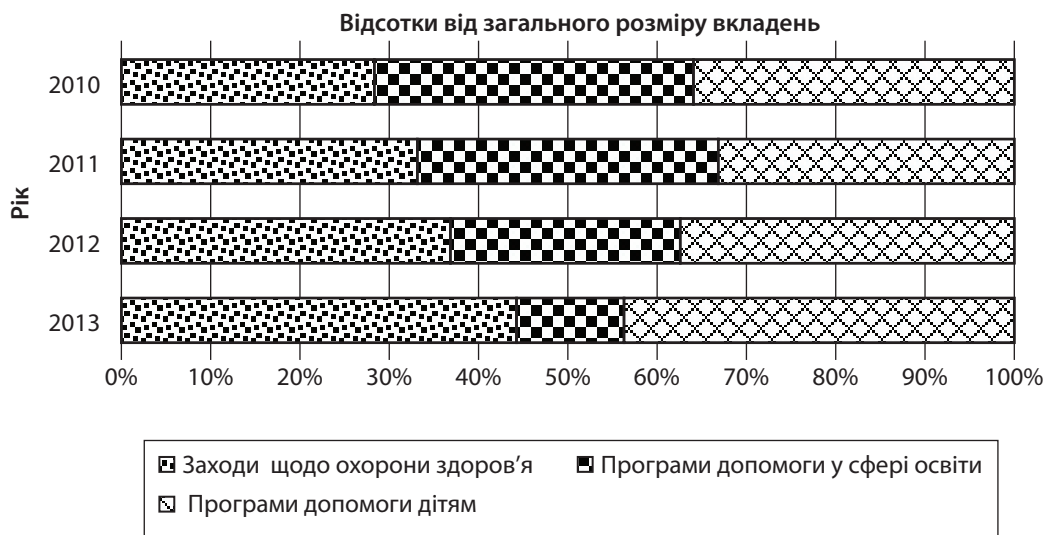 Відсотки від загального розміру вкладень
2010
2011
2012
2013
Рік
0% 10% 20% 30% 40% 50% 60% 70% 80% 90% 100%
Заходи щодо охорони здоров'я Програми допомоги у сфері освіти
Програми допомоги дітям